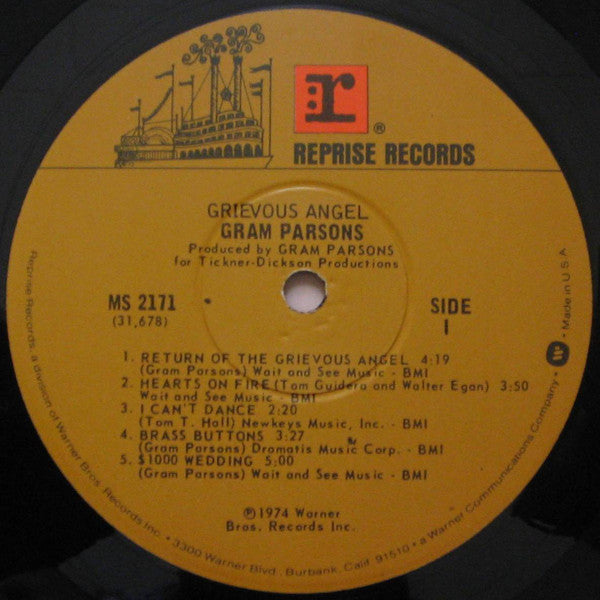 r
®
REPRISE RECORDS
GRIEVOUS ANGEL
GRAM PARSONS
Produced by GRAM PARSONS
for Tickner-Dickson Productions
MS 2171
(31,678)
SIDE
1
1. RETURN OF THE GRIEVOUS ANGEL 4:19
(Gram Parsons) Wait and See Music - BMI
2. HEARTS ON FIRE (Tom Guidera and Walter Egan) 3:50
Wait and See Music - BMI
3. I CAN'T DANCE 2:20
(Tom T. Hall) Newkeys Music, Inc. - BMI
4. BRASS BUTTONS 3:27
(Gram Parsons) Dromatis Music Corp. - BMI
5. $1000 WEDDING 5:00
(Gram Parsons) Wait and See Music - BMI
℗1974 Warner
Bros. Records Inc.
Reprise Records, a division of Warner Bros. Records Inc. • 3300 Warner Blvd., Burbank, Calif. 91510 • a Warner Communications Company • W • Made in U.S.A.